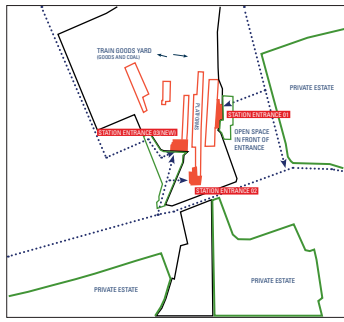 TRAIN GOODS YARD
(GOODS AND COAL)
PRIVATE ESTATE
PLATFORMS
STATION ENTRANCE 01
STATION ENTRANCE 03(NEW)
OPEN SPACE
IN FRONT OF
ENTRANCE
STATION ENTRANCE 02
PRIVATE ESTATE
PRIVATE ESTATE